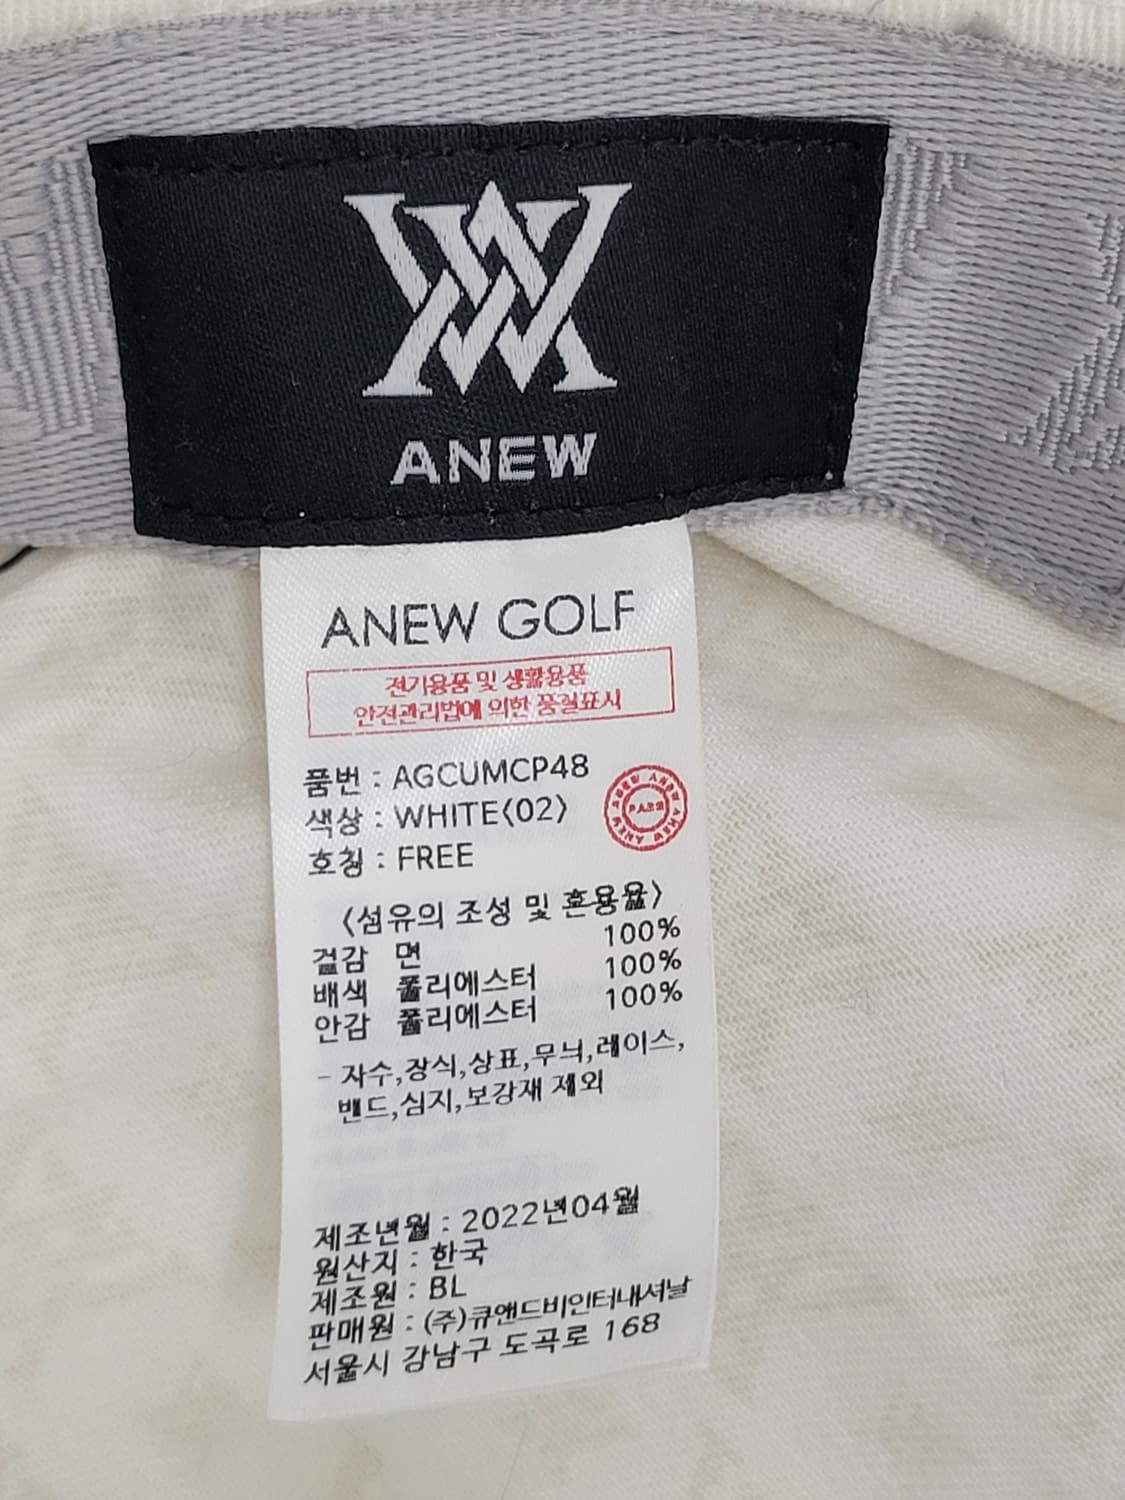 ANEW
ANEW GOLF
전기용품 및 생활용품
안전관리법에 의한 품질표시
품번 : AGCUMCP48
색상 : WHITE(02)
호칭 : FREE
〈섬유의 조성 및 혼용율〉
겉감 면 100%
배색 폴리에스터 100%
안감 폴리에스터 100%
- 자수,장식,상표,무늬,레이스,
밴드,심지,보강재 제외
제조년월 : 2022년04월
원산지 : 한국
제조원 : BL
판매원 : (주)큐앤드비인터내셔날
서울시 강남구 도곡로 168